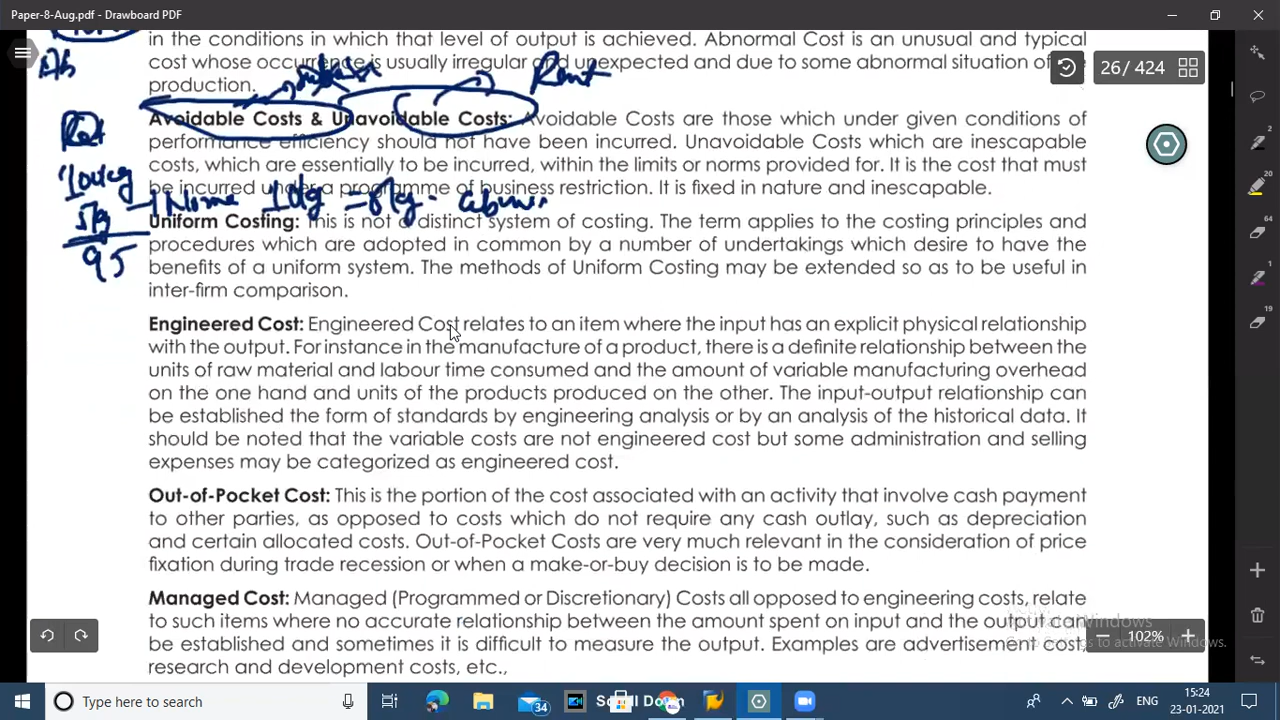 Paper-8-Aug.pdf - Drawboard PDF
in the conditions in which that level of output is achieved. Abnormal Cost is an unusual and typical
cost whose occurrence is usually irregular and unexpected and due to some abnormal situation of the
production.
Rent
26 / 424
Avoidable Costs & Unavoidable Costs: Avoidable Costs are those which under given conditions of
performance efficiency should not have been incurred. Unavoidable Costs which are inescapable
costs, which are essentially to be incurred, within the limits or norms provided for. It is the cost that must
be incurred under a programme of business restriction. It is fixed in nature and inescapable.
5kg
95
Uniform Costing: This is not a distinct system of costing. The term applies to the costing principles and
procedures which are adopted in common by a number of undertakings which desire to have the
benefits of a uniform system. The methods of Uniform Costing may be extended so as to be useful in
inter-firm comparison.
Engineered Cost: Engineered Cost relates to an item where the input has an explicit physical relationship
with the output. For instance in the manufacture of a product, there is a definite relationship between the
units of raw material and labour time consumed and the amount of variable manufacturing overhead
on the one hand and units of the products produced on the other. The input-output relationship can
be established the form of standards by engineering analysis or by an analysis of the historical data. It
should be noted that the variable costs are not engineered cost but some administration and selling
expenses may be categorized as engineered cost.
Out-of-Pocket Cost: This is the portion of the cost associated with an activity that involve cash payment
to other parties, as opposed to costs which do not require any cash outlay, such as depreciation
and certain allocated costs. Out-of-Pocket Costs are very much relevant in the consideration of price
fixation during trade recession or when a make-or-buy decision is to be made.
Managed Cost: Managed (Programmed or Discretionary) Costs all opposed to engineering costs, relate
to such items where no accurate relationship between the amount spent on input and the output can
be established and sometimes it is difficult to measure the output. Examples are advertisement cost,
research and development costs, etc.,
Activate Windows
Go to Settings to activate Windows.
102%
64
20
19
Type here to search
34
Scroll Down
ENG
15:24
23-01-2021